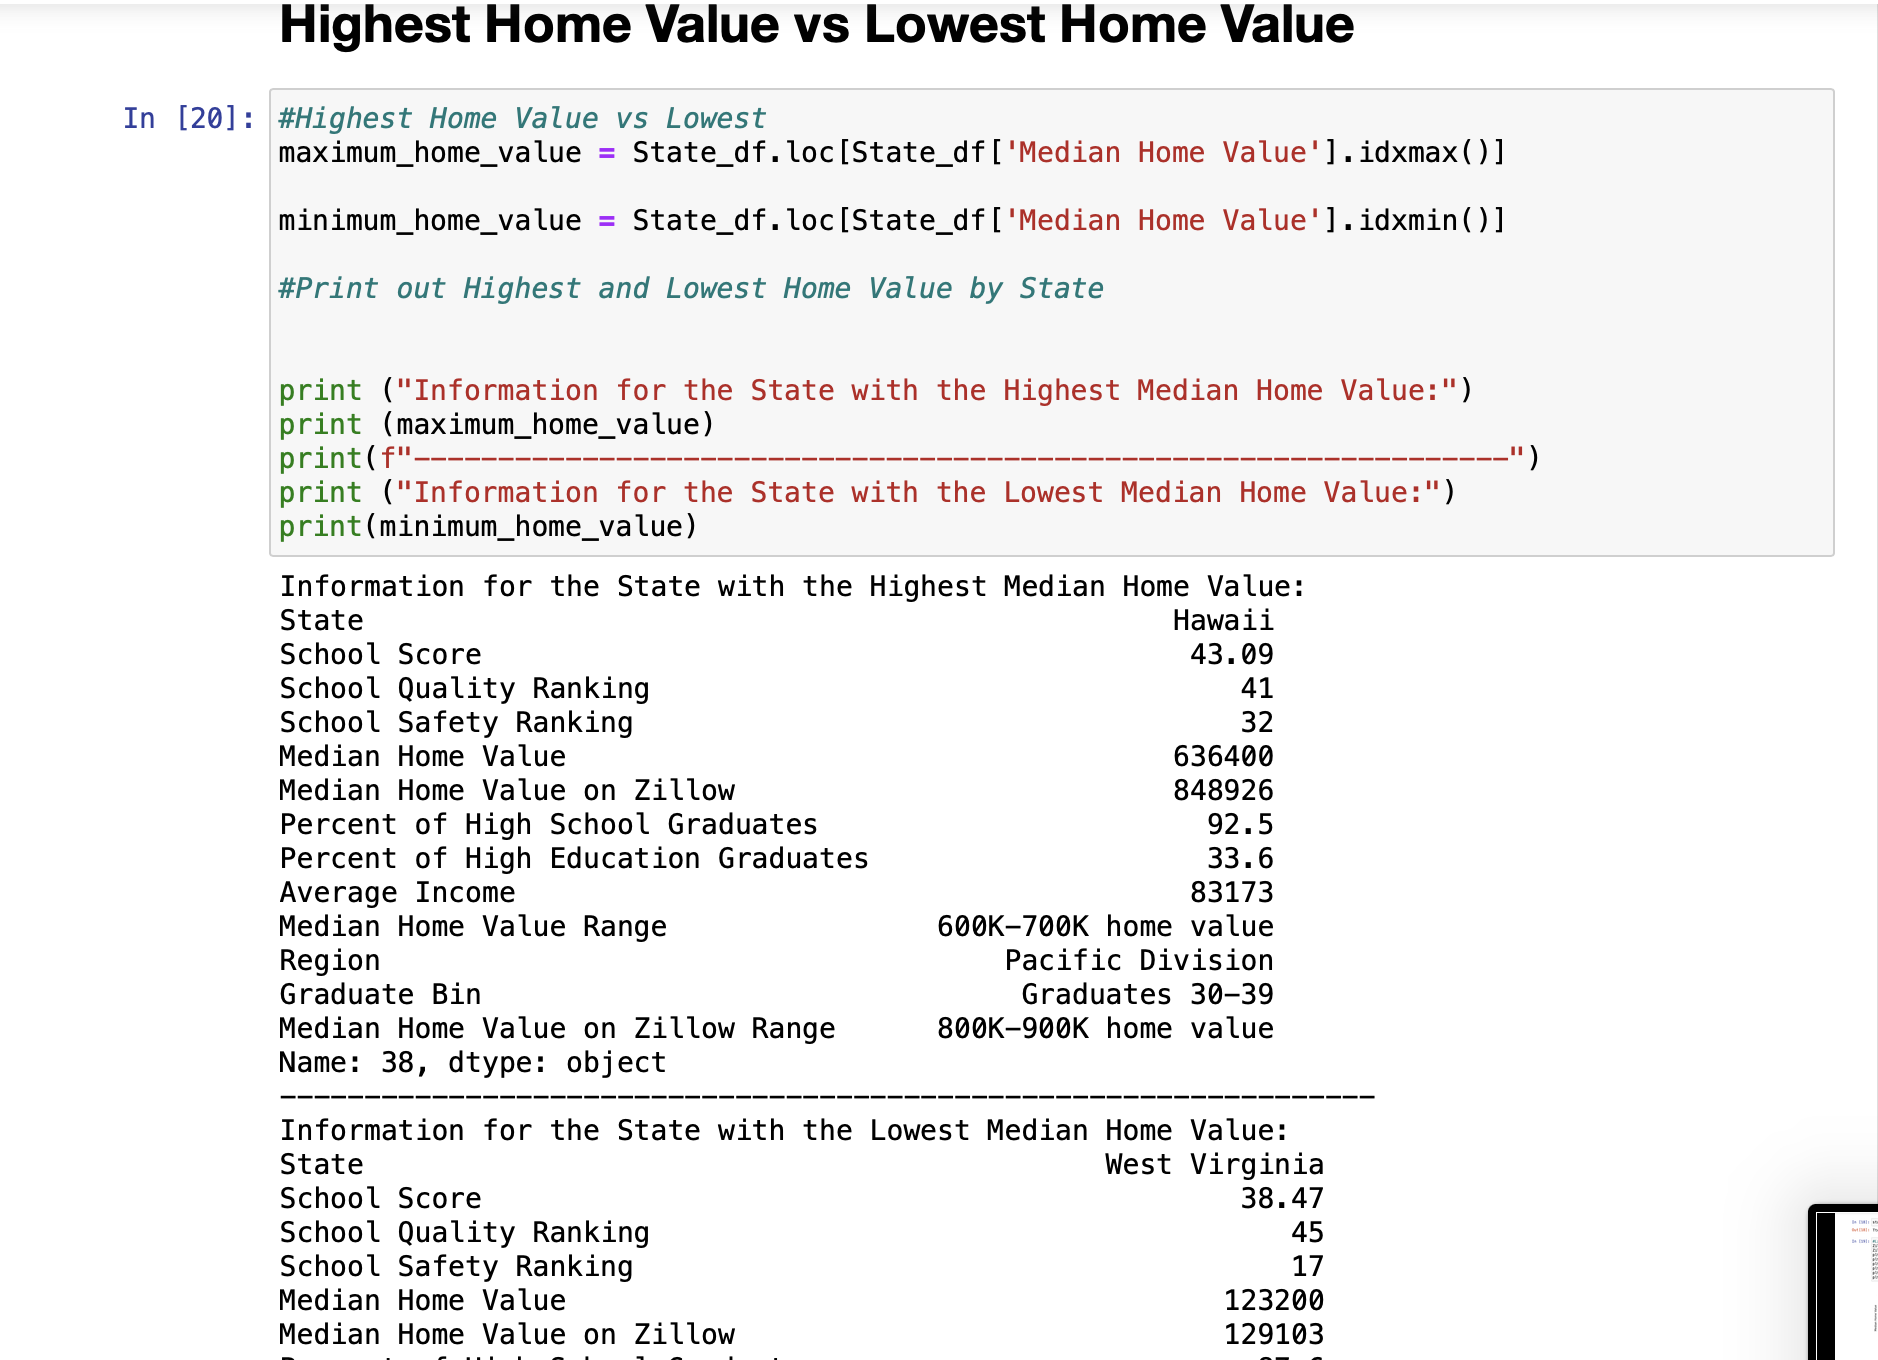 Highest Home Value vs Lowest Home Value
In [20]:
#Highest Home Value vs Lowest
maximum_home_value = State_df.loc[State_df['Median Home Value'].idxmax()]
minimum_home_value = State_df.loc[State_df['Median Home Value'].idxmin()]
#Print out Highest and Lowest Home Value by State
print ("Information for the State with the Highest Median Home Value:")
print (maximum_home_value)
print(f"-----------------------------------------------------------------")
print ("Information for the State with the Lowest Median Home Value:")
print(minimum_home_value)
Information for the State with the Highest Median Home Value:
State Hawaii
School Score 43.09
School Quality Ranking 41
School Safety Ranking 32
Median Home Value 636400
Median Home Value on Zillow 848926
Percent of High School Graduates 92.5
Percent of High Education Graduates 33.6
Average Income 83173
Median Home Value Range 600K-700K home value
Region Pacific Division
Graduate Bin Graduates 30-39
Median Home Value on Zillow Range 800K-900K home value
Name: 38, dtype: object
-----------------------------------------------------------------
Information for the State with the Lowest Median Home Value:
State West Virginia
School Score 38.47
School Quality Ranking 45
School Safety Ranking 17
Median Home Value 123200
Median Home Value on Zillow 129103